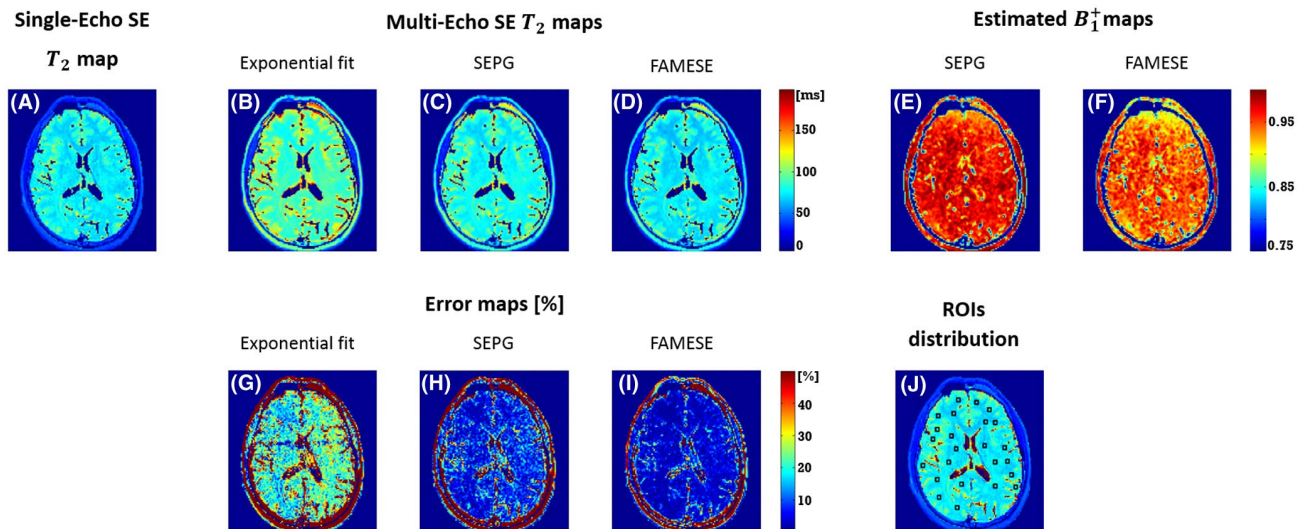 Single-Echo SE
T₂ map
Multi-Echo SE T₂ maps
Estimated B₁⁺maps
Exponential fit
SEPG
FAMESE
SEPG
FAMESE
(A)
(B)
(C)
(D)
[ms]
150
100
50
0
(E)
(F)
0.95
0.85
0.75
Error maps [%]
ROIs
distribution
Exponential fit
SEPG
FAMESE
(G)
(H)
(I)
[%]
40
30
20
10
(J)